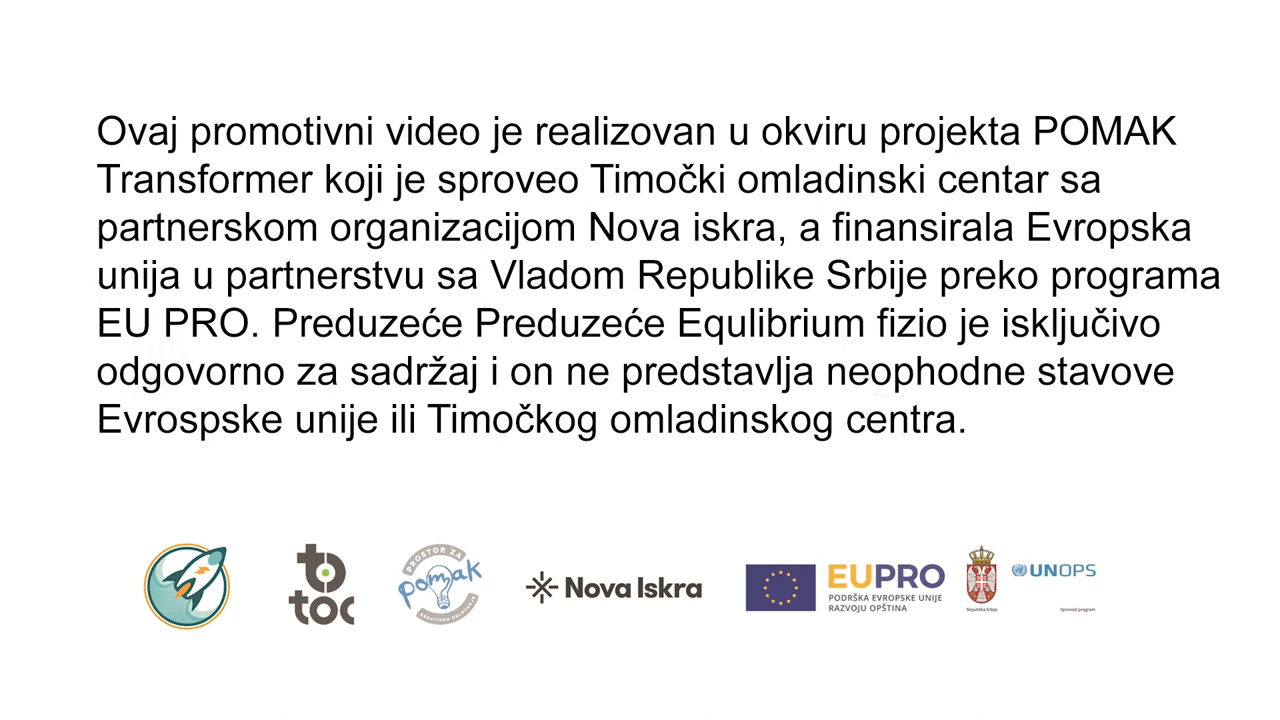 Ovaj promotivni video je realizovan u okviru projekta POMAK
Transformer koji je sproveo Timočki omladinski centar sa
partnerskom organizacijom Nova iskra, a finansirala Evropska
unija u partnerstvu sa Vladom Republike Srbije preko programa
EU PRO. Preduzeće Preduzeće Equlibrium fizio je isključivo
odgovorno za sadržaj i on ne predstavlja neophodne stavove
Evrospske unije ili Timočkog omladinskog centra.
to
toc
PROSTOR ZA
pomak
KREATIVNO DELOVANJE
Nova Iskra
EUPRO
PODRŠKA EVROPSKE UNIJE
RAZVOJU OPŠTINA
Republika Srbija
UNOPS
Sprovodi program